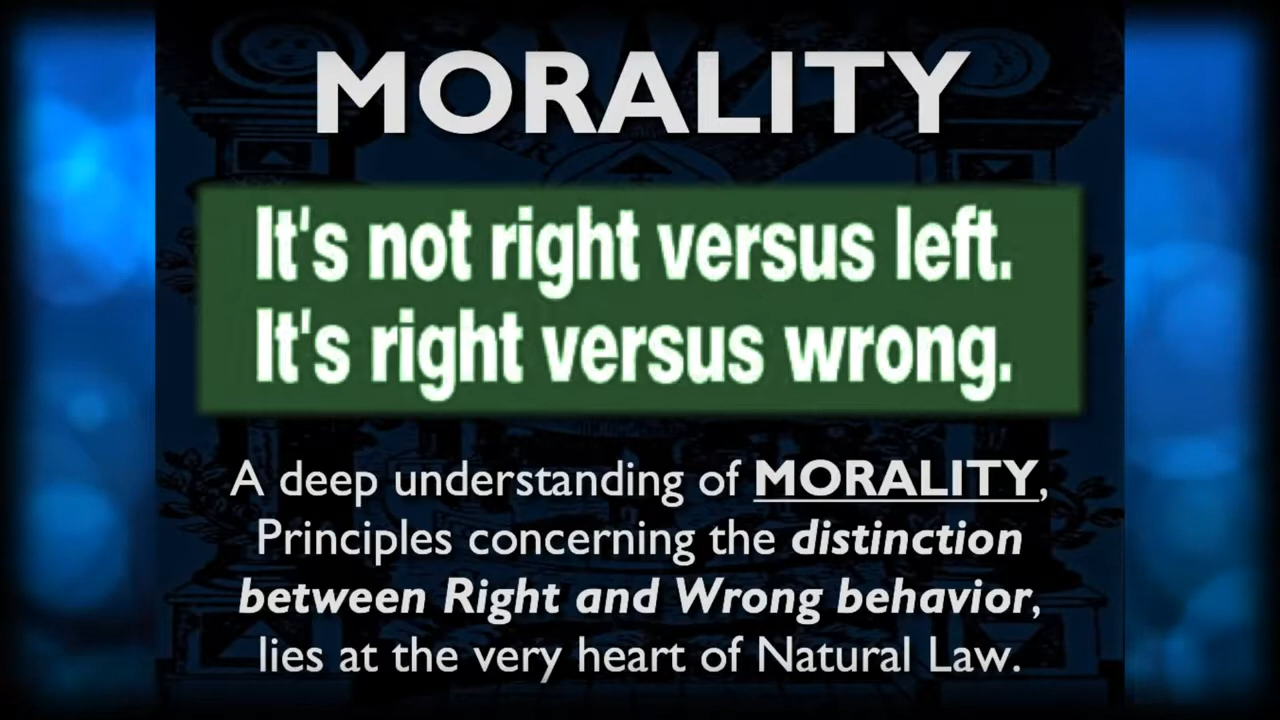 MORALITY
It's not right versus left.
It's right versus wrong.
A deep understanding of MORALITY,
Principles concerning the distinction
between Right and Wrong behavior,
lies at the very heart of Natural Law.